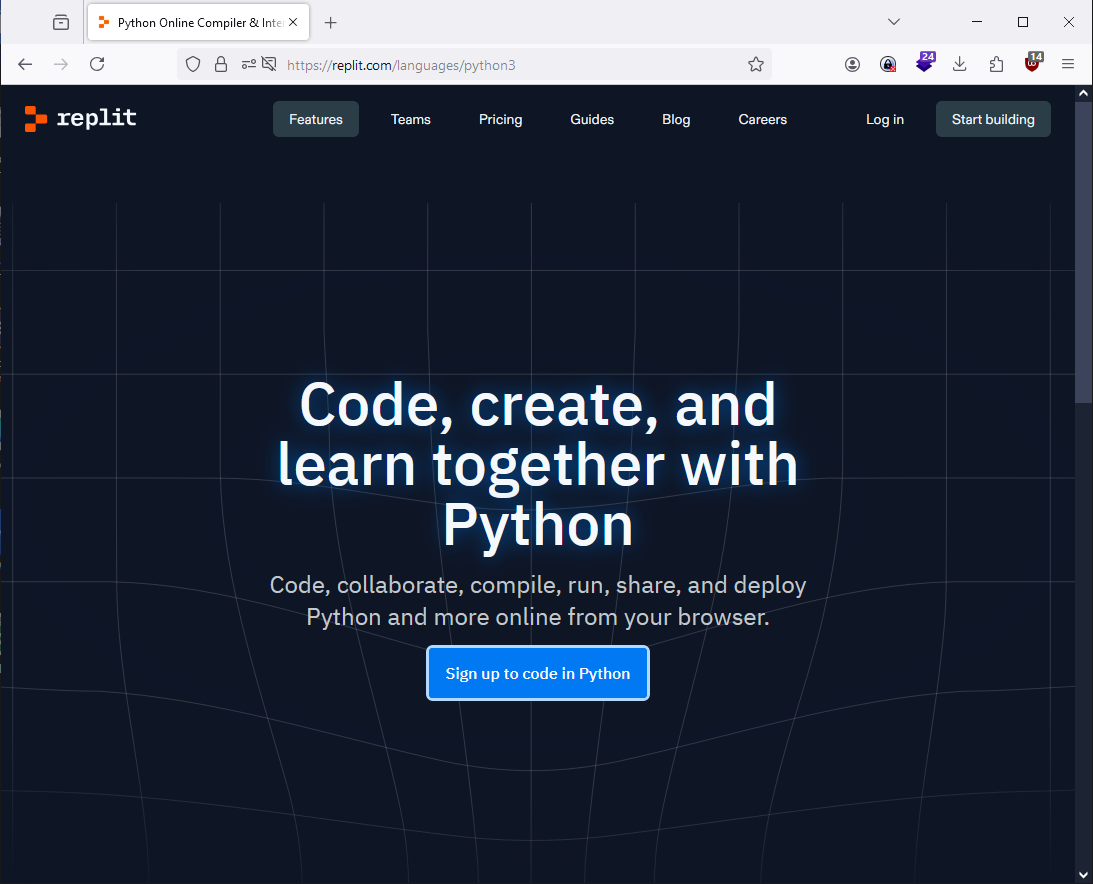 Python Online Compiler & Inte
24
14
https://replit.com/languages/python3
replit
Features
Teams
Pricing
Guides
Blog
Careers
Log in
Start building
Code, create, and
learn together with
Python
Code, collaborate, compile, run, share, and deploy
Python and more online from your browser.
Sign up to code in Python